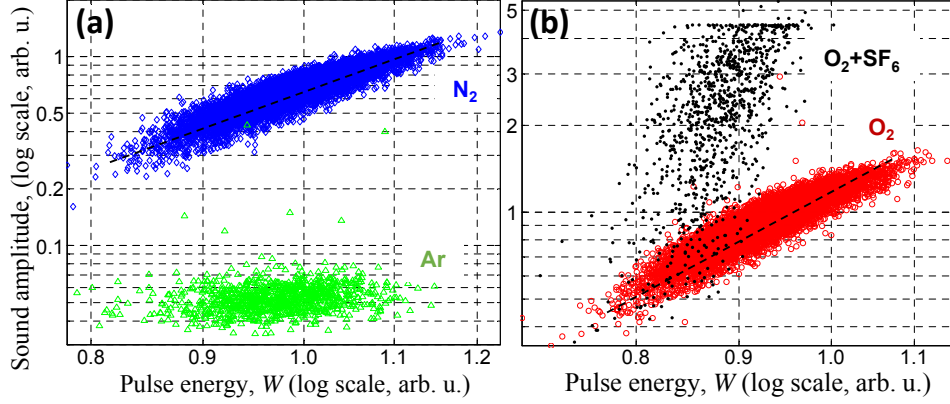 (a)
1
0.5
0.2
0.1
N2
Ar
0.8 0.9 1.0 1.1 1.2
Sound amplitude, (log scale, arb. u.)
Pulse energy, W (log scale, arb. u.)
(b)
5
3
2
1
O2+SF6
O2
0.8 0.9 1.0 1.1
Pulse energy, W (log scale, arb. u.)